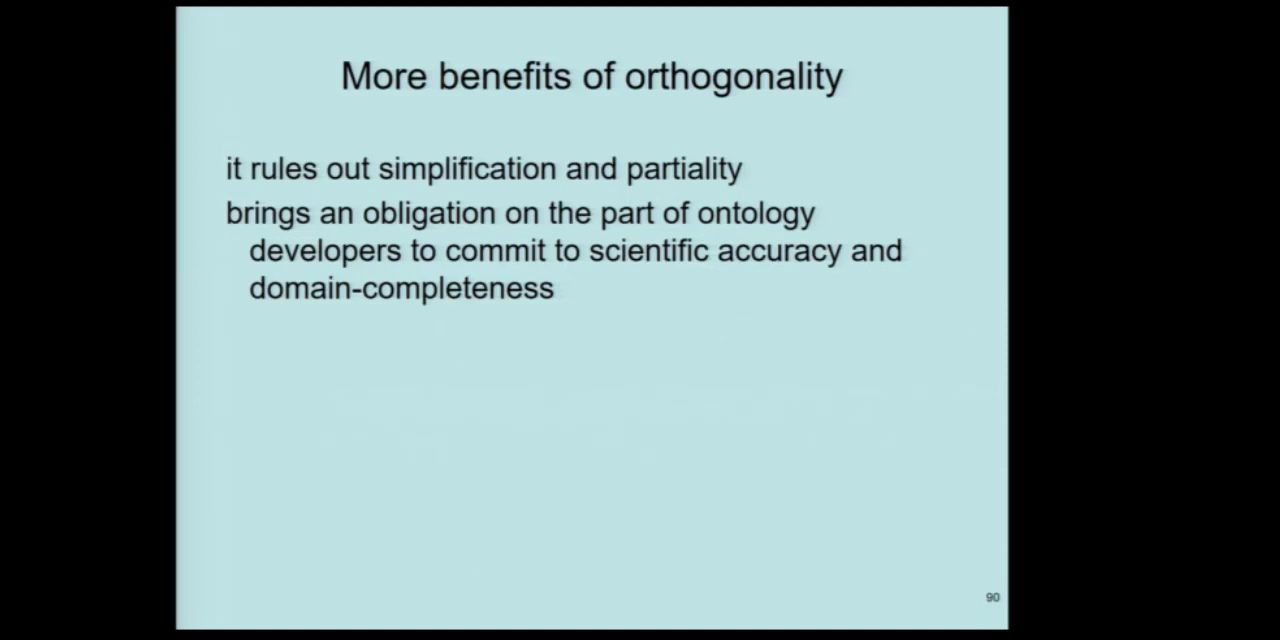 More benefits of orthogonality
it rules out simplification and partiality
brings an obligation on the part of ontology
developers to commit to scientific accuracy and
domain-completeness
90